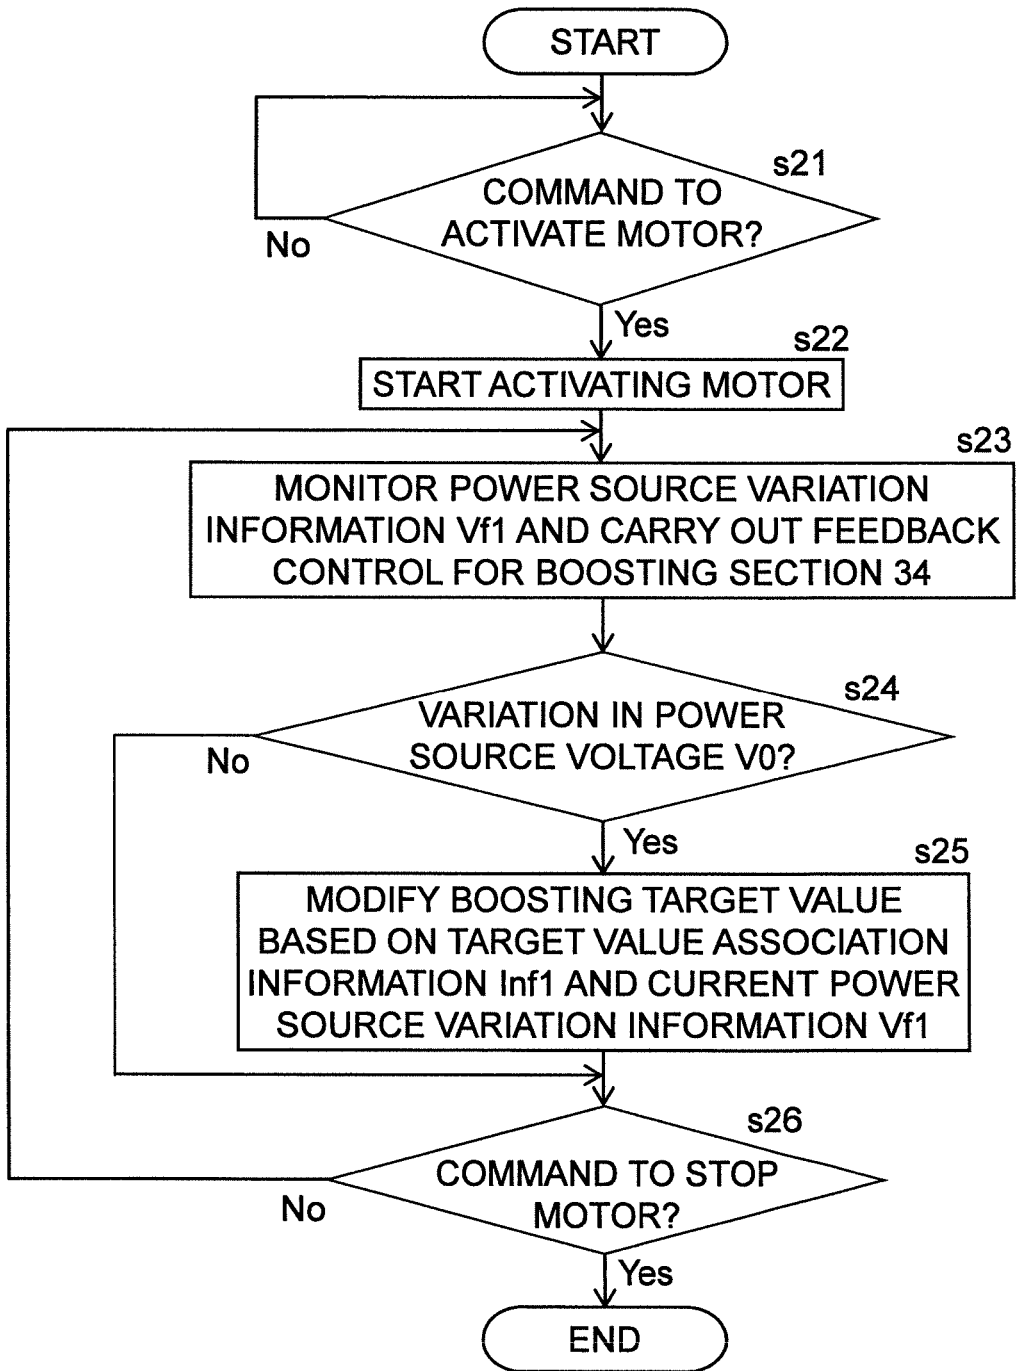 START
s21
COMMAND TO
ACTIVATE MOTOR?
No
Yes
s22
START ACTIVATING MOTOR
s23
MONITOR POWER SOURCE VARIATION
INFORMATION Vf1 AND CARRY OUT FEEDBACK
CONTROL FOR BOOSTING SECTION 34
s24
VARIATION IN POWER
SOURCE VOLTAGE V0?
No
Yes
s25
MODIFY BOOSTING TARGET VALUE
BASED ON TARGET VALUE ASSOCIATION
INFORMATION Inf1 AND CURRENT POWER
SOURCE VARIATION INFORMATION Vf1
s26
COMMAND TO STOP
MOTOR?
No
Yes
END